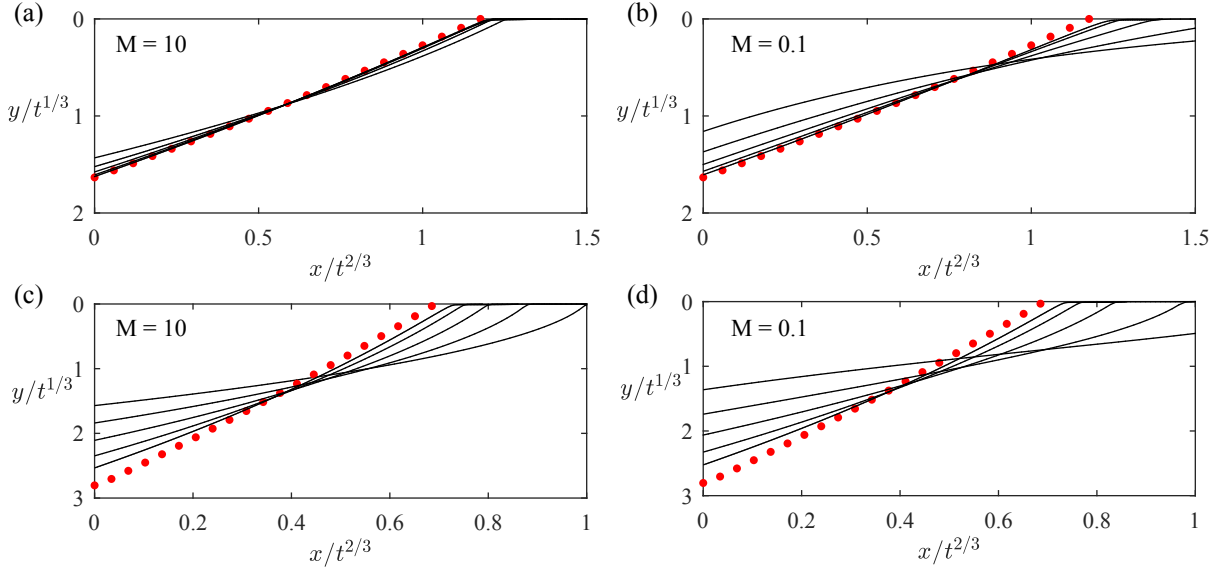 (a)
M = 10
0
1
2
y/t^{1/3}
0
0.5
1
1.5
x/t^{2/3}
(b)
M = 0.1
0
1
2
y/t^{1/3}
0
0.5
1
1.5
x/t^{2/3}
(c)
M = 10
0
1
2
3
y/t^{1/3}
0
0.2
0.4
0.6
0.8
1
x/t^{2/3}
(d)
M = 0.1
0
1
2
3
y/t^{1/3}
0
0.2
0.4
0.6
0.8
1
x/t^{2/3}